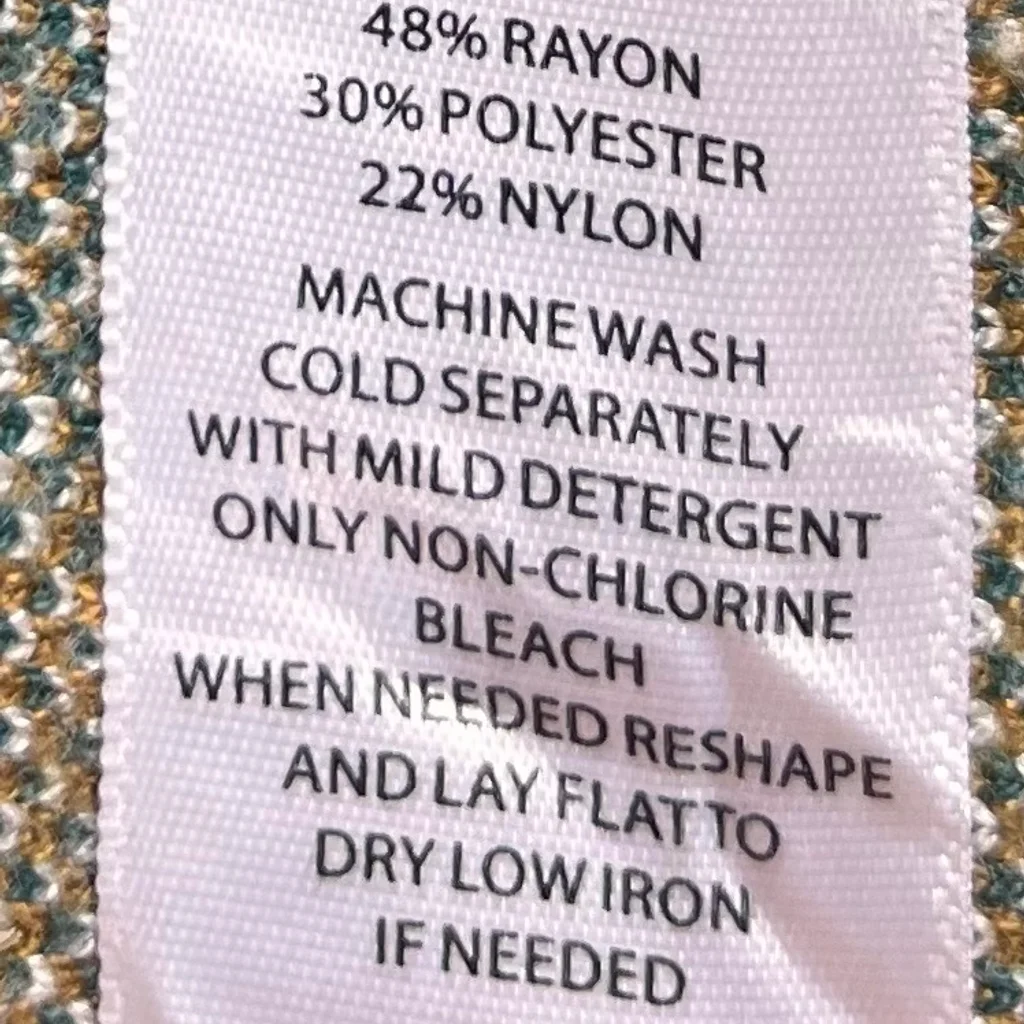 48% RAYON
30% POLYESTER
22% NYLON
MACHINE WASH
COLD SEPARATELY
WITH MILD DETERGENT
ONLY NON-CHLORINE
BLEACH
WHEN NEEDED RESHAPE
AND LAY FLAT TO
DRY LOW IRON
IF NEEDED